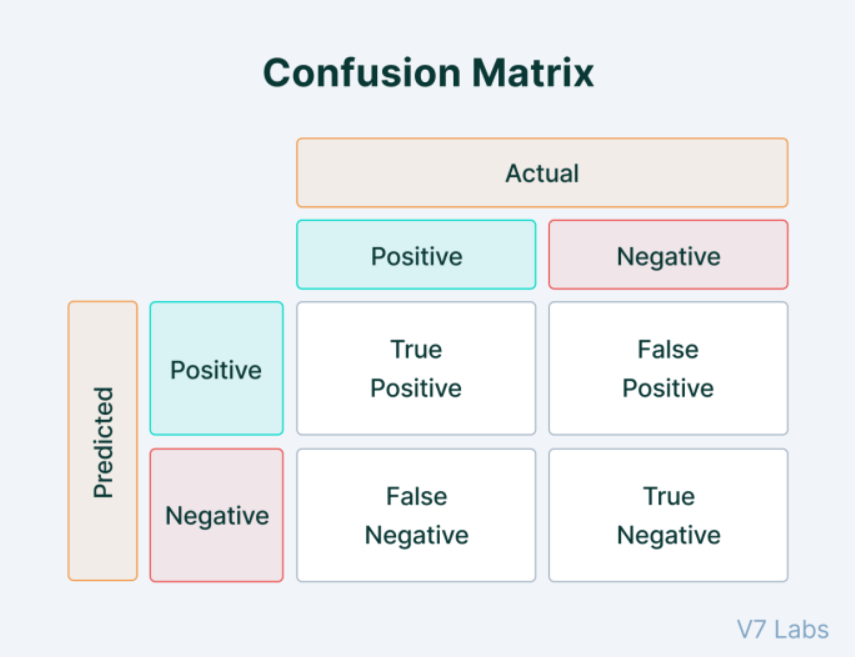 Confusion Matrix
Actual
Positive
Negative
Predicted
Positive
True
Positive
False
Positive
Negative
False
Negative
True
Negative
V7 Labs